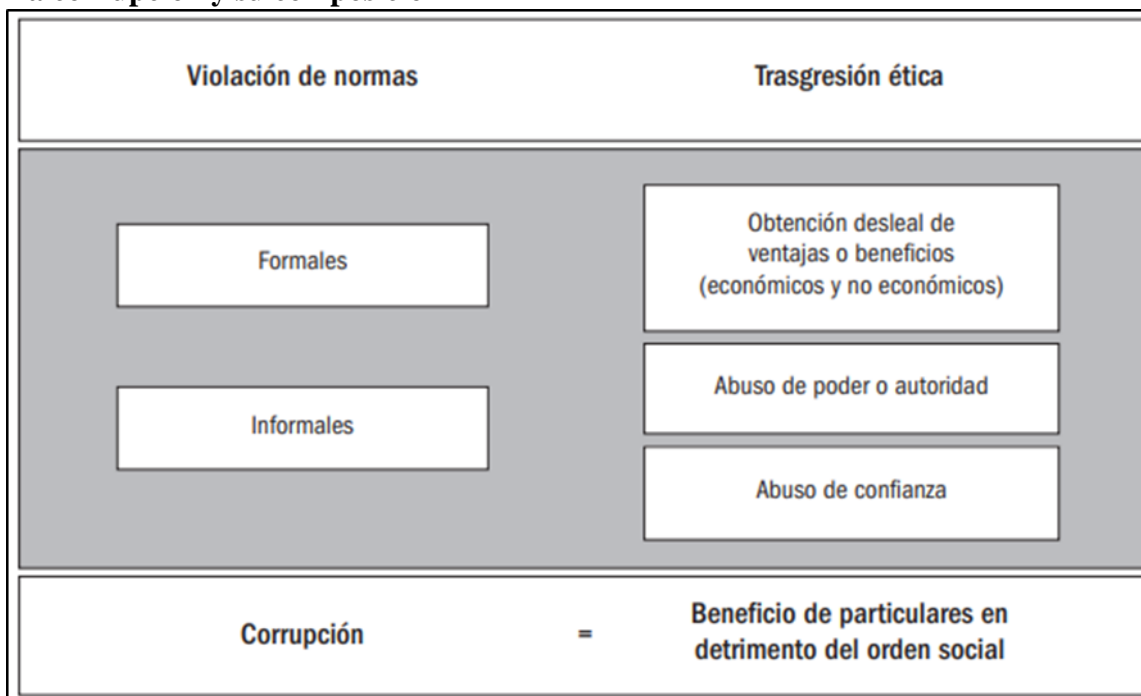 Violación de normas
Trasgresión ética
Formales
Informales
Obtención desleal de
ventajas o beneficios
(económicos y no económicos)
Abuso de poder o autoridad
Abuso de confianza
Corrupción
=
Beneficio de particulares en
detrimento del orden social